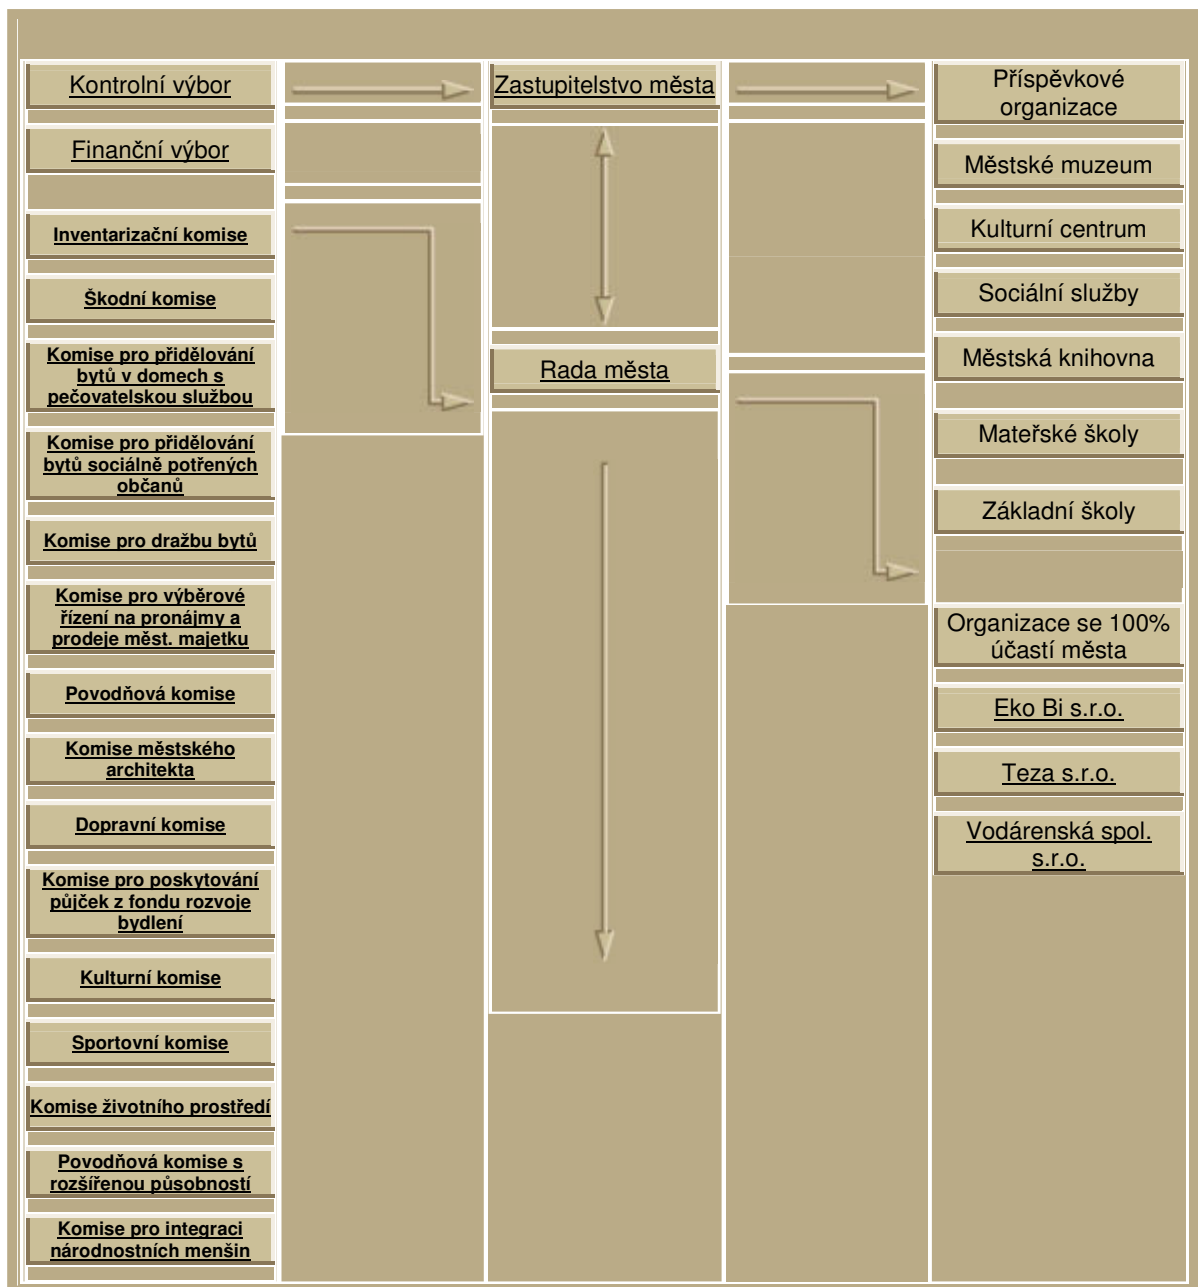 Kontrolní výbor
Finanční výbor
Inventarizační komise
Škodní komise
Komise pro přidělování
bytů v domech s
pečovatelskou službou
Komise pro přidělování
bytů sociálně potřených
občanů
Komise pro dražbu bytů
Komise pro výběrové
řízení na pronájmy a
prodeje měst. majetku
Povodňová komise
Komise městského
architekta
Dopravní komise
Komise pro poskytování
půjček z fondu rozvoje
bydlení
Kulturní komise
Sportovní komise
Komise životního prostředí
Povodňová komise s
rozšířenou působností
Komise pro integraci
národnostních menšin
Zastupitelstvo města
Rada města
Příspěvkové
organizace
Městské muzeum
Kulturní centrum
Sociální služby
Městská knihovna
Mateřské školy
Základní školy
Organizace se 100%
účastí města
Eko Bi s.r.o.
Teza s.r.o.
Vodárenská spol.
s.r.o.